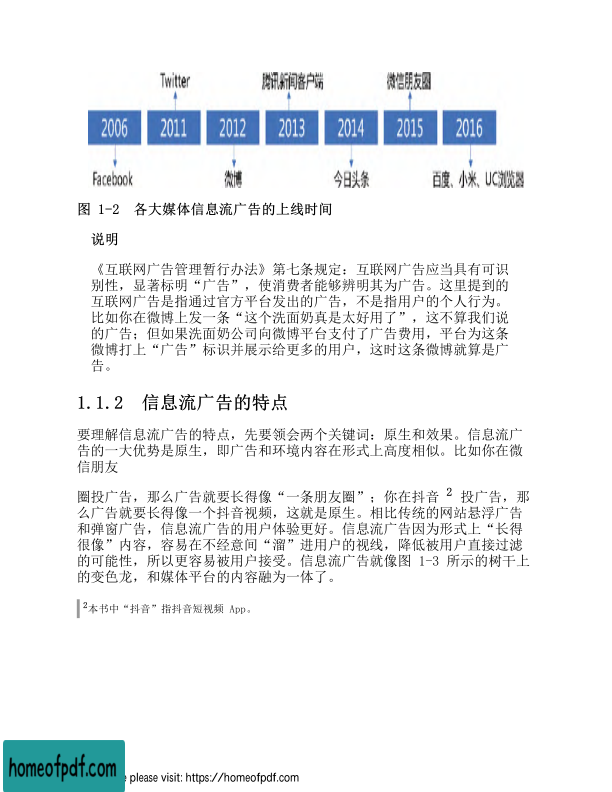 Twitter 腾讯新闻客户端 微信朋友圈
2006 2011 2012 2013 2014 2015 2016
Facebook 微博 今日头条 百度、小米、UC浏览器
图 1-2 各大媒体信息流广告的上线时间
说明
《互联网广告管理暂行办法》第七条规定：互联网广告应当具有可识
别性，显著标明“广告”，使消费者能够辨明其为广告。这里提到的
互联网广告是指通过官方平台发出的广告，不是指用户的个人行为。
比如你在微博上发一条“这个洗面奶真是太好用了”，这不算我们说
的广告；但如果洗面奶公司向微博平台支付了广告费用，平台为这条
微博打上“广告”标识并展示给更多的用户，这时这条微博就算是广
告。
1.1.2 信息流广告的特点
要理解信息流广告的特点，先要领会两个关键词：原生和效果。信息流广
告的一大优势是原生，即广告和环境内容在形式上高度相似。比如你在微
信朋友
圈投广告，那么广告就要长得像“一条朋友圈”；你在抖音 2 投广告，那
么广告就要长得像一个抖音视频，这就是原生。相比传统的网站悬浮广告
和弹窗广告，信息流广告的用户体验更好。信息流广告因为形式上“长得
很像”内容，容易在不经意间“溜”进用户的视线，降低被用户直接过滤
的可能性，所以更容易被用户接受。信息流广告就像图 1-3 所示的树干上
的变色龙，和媒体平台的内容融为一体了。
2本书中“抖音”指抖音短视频 App。
homeofpdf.com
e please visit: https://homeofpdf.com